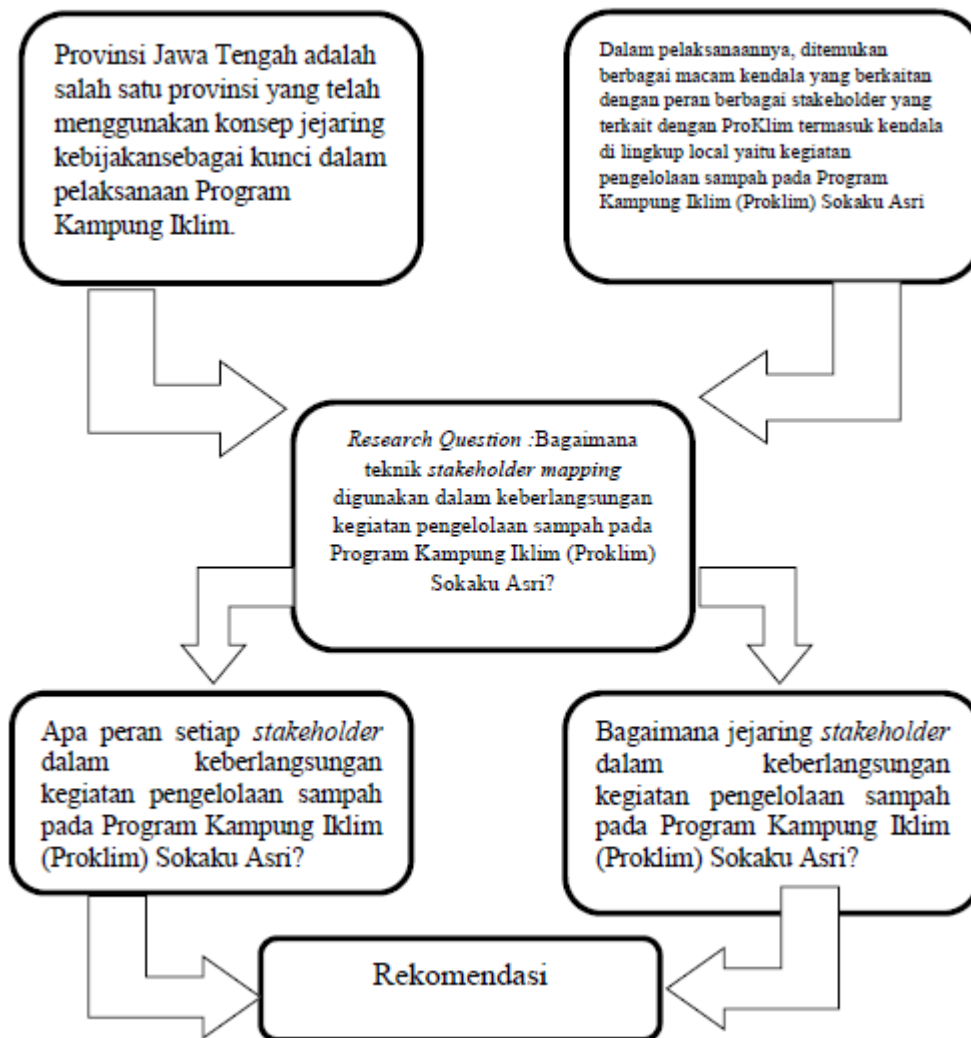 Provinsi Jawa Tengah adalah
salah satu provinsi yang telah
menggunakan konsep jejaring
kebijakansebagai kunci dalam
pelaksanaan Program
Kampung Iklim.
Dalam pelaksanaannya, ditemukan
berbagai macam kendala yang berkaitan
dengan peran berbagai stakeholder yang
terkait dengan ProKlim termasuk kendala
di lingkup local yaitu kegiatan
pengelolaan sampah pada Program
Kampung Iklim (Proklim) Sokaku Asri
Research Question :Bagaimana
teknik stakeholder mapping
digunakan dalam keberlangsungan
kegiatan pengelolaan sampah pada
Program Kampung Iklim (Proklim)
Sokaku Asri?
Apa peran setiap stakeholder
dalam keberlangsungan
kegiatan pengelolaan sampah
pada Program Kampung Iklim
(Proklim) Sokaku Asri?
Bagaimana jejaring stakeholder
dalam keberlangsungan
kegiatan pengelolaan sampah
pada Program Kampung Iklim
(Proklim) Sokaku Asri?
Rekomendasi